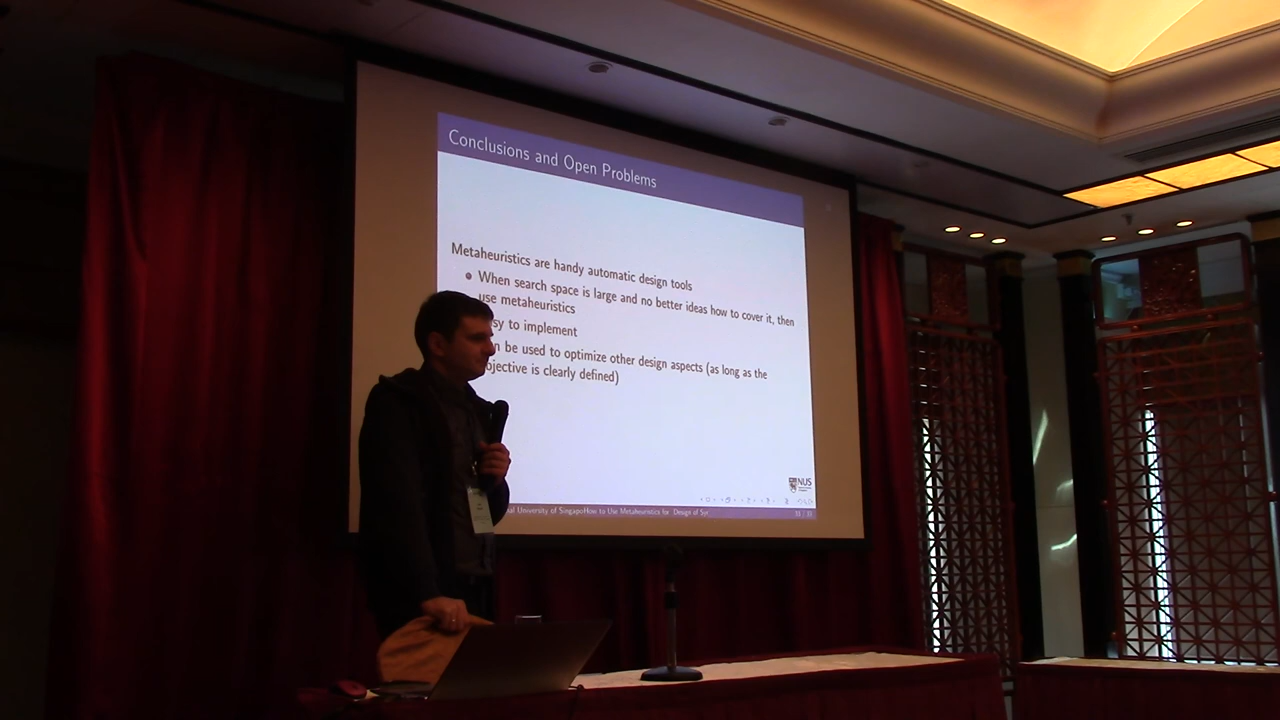 Conclusions and Open Problems
Metaheuristics are handy automatic design tools
When search space is large and no better ideas how to cover it, then
use metaheuristics
sy to implement
n be used to optimize other design aspects (as long as the
bjective is clearly defined)
NUS
al University of SingapoHow to Use Metaheuristics for Design of Sy